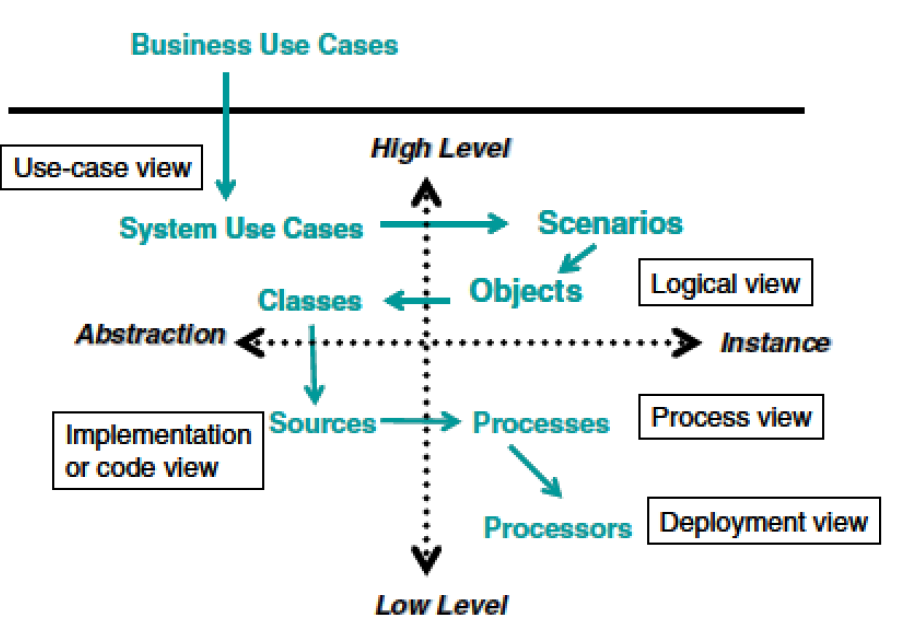 Business Use Cases
High Level
Use-case view
System Use Cases
Scenarios
Logical view
Classes
Objects
Abstraction
Instance
Implementation
or code view
Sources
Processes
Process view
Processors
Deployment view
Low Level